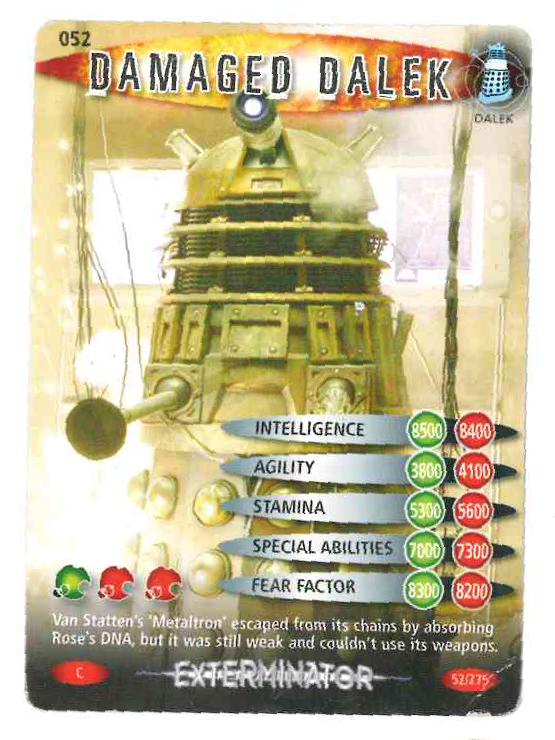 052
DAMAGED DALEK
DALEK
INTELLIGENCE 8500 8400
AGILITY 3800 4100
STAMINA 5300 5600
SPECIAL ABILITIES 7000 7300
FEAR FACTOR 8300 8200
Van Statten's 'Metaltron' escaped from its chains by absorbing
Rose's DNA, but it was still weak and couldn't use its weapons.
C
EXTERMINATOR
52/275